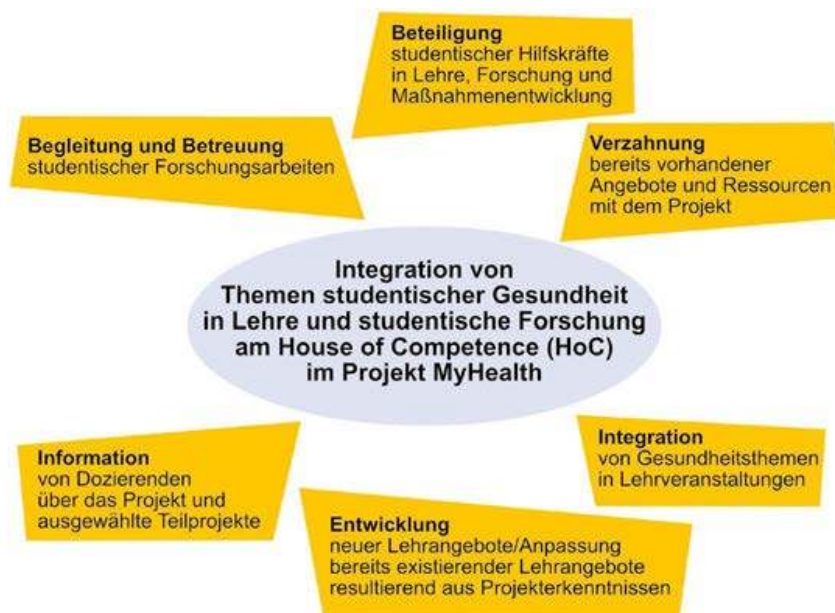 Beteiligung
studentischer Hilfskräfte
in Lehre, Forschung und
Maßnahmenentwicklung
Begleitung und Betreuung
studentischer Forschungsarbeiten
Verzahnung
bereits vorhandener
Angebote und Ressourcen
mit dem Projekt
Integration von
Themen studentischer Gesundheit
in Lehre und studentische Forschung
am House of Competence (HoC)
im Projekt MyHealth
Information
von Dozierenden
über das Projekt und
ausgewählte Teilprojekte
Integration
von Gesundheitsthemen
in Lehrveranstaltungen
Entwicklung
neuer Lehrangebote/Anpassung
bereits existierender Lehrangebote
resultierend aus Projekterkenntnissen